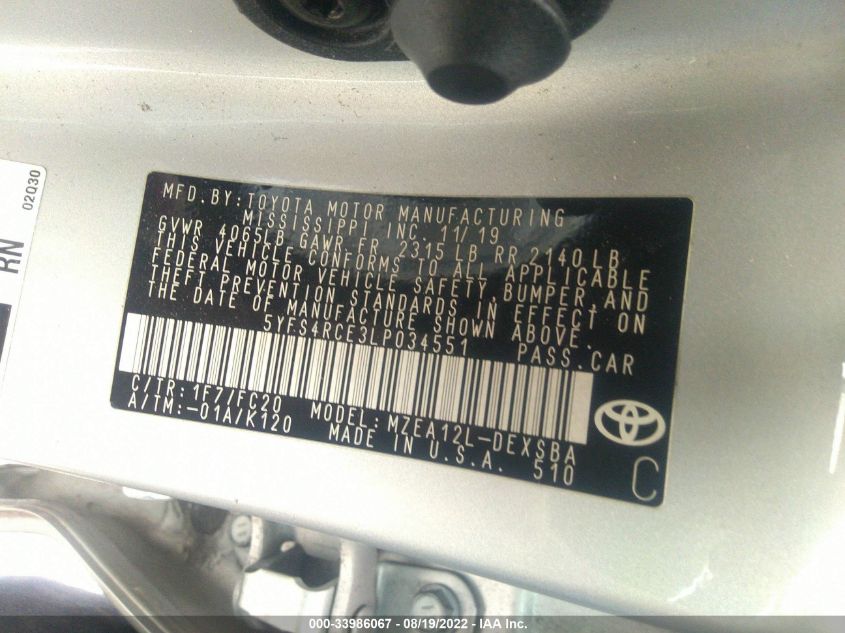 02Q30
RN
MFD.BY:TOYOTA MOTOR MANUFACTURING
MISSISSIPPI INC. 11/19
GVWR 4065LB GAWR FR 2315 LB RR 2140 LB
THIS VEHICLE CONFORMS TO ALL APPLICABLE
FEDERAL MOTOR VEHICLE SAFETY,BUMPER,AND
THEFT PREVENTION STANDARDS IN EFFECT ON
THE DATE OF MANUFACTURE SHOWN ABOVE.
5YFS4RCE3LP034551 PASS.CAR
C/TR:1F7/FC20 MODEL:MZEA12L-DEXSBA
A/TM:-01A/K120 MADE IN U.S.A. 510
C
000-33986067 - 08/19/2022 - IAA Inc.